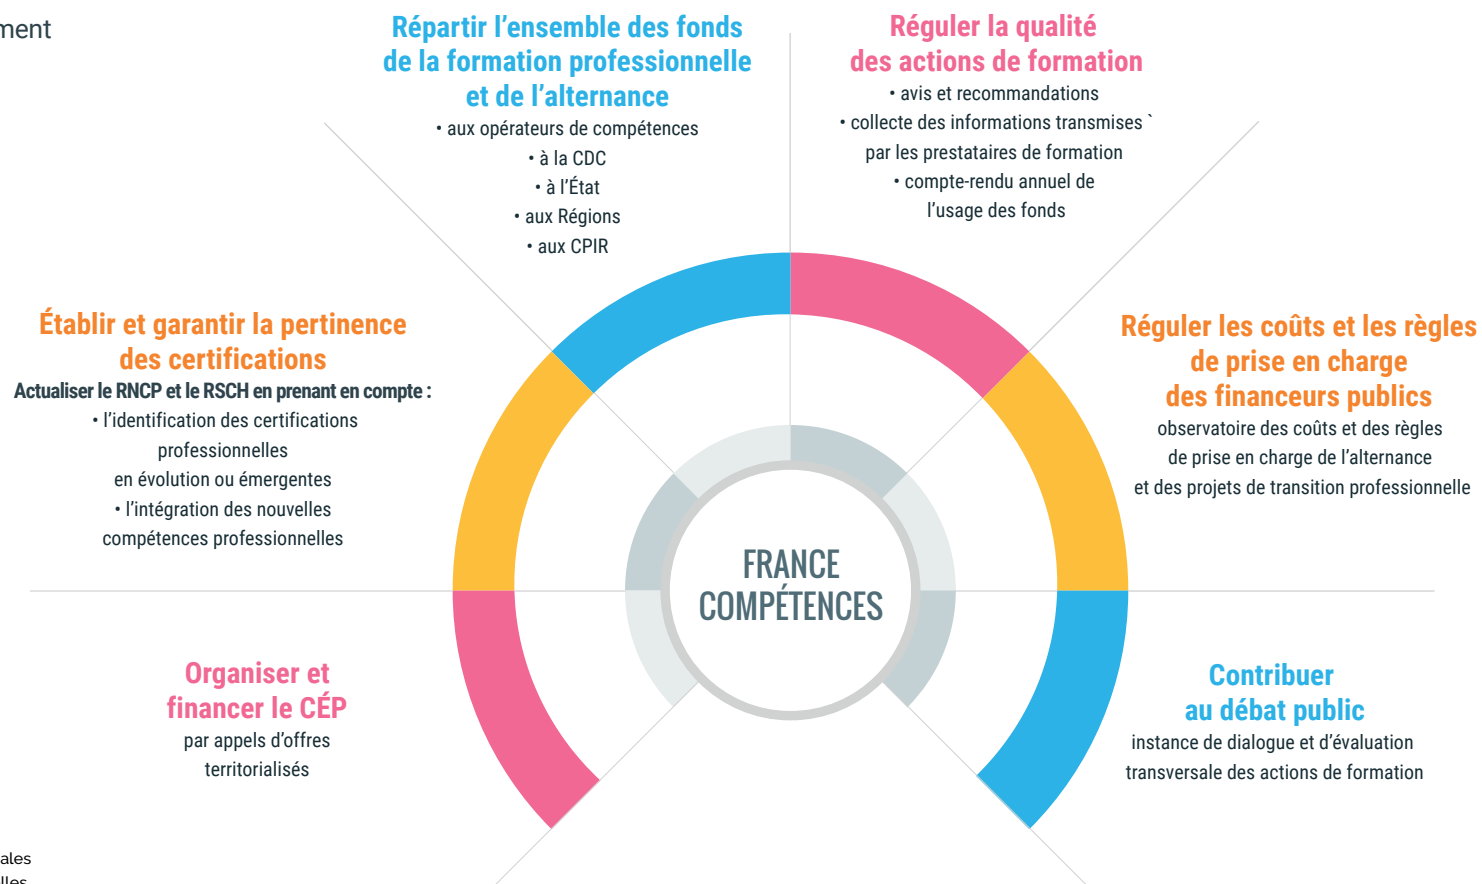 ment
Répartir l’ensemble des fonds
de la formation professionnelle
et de l’alternance
• aux opérateurs de compétences
• à la CDC
• à l’État
• aux Régions
• aux CPIR
Réguler la qualité
des actions de formation
• avis et recommandations
• collecte des informations transmises `
par les prestataires de formation
• compte-rendu annuel de
l’usage des fonds
Établir et garantir la pertinence
des certifications
Actualiser le RNCP et le RSCH en prenant en compte :
• l’identification des certifications
professionnelles
en évolution ou émergentes
• l’intégration des nouvelles
compétences professionnelles
Réguler les coûts et les règles
de prise en charge
des financeurs publics
observatoire des coûts et des règles
de prise en charge de l’alternance
et des projets de transition professionnelle
FRANCE
COMPÉTENCES
Organiser et
financer le CÉP
par appels d’offres
territorialisés
Contribuer
au débat public
instance de dialogue et d’évaluation
transversale des actions de formation
ales
lles